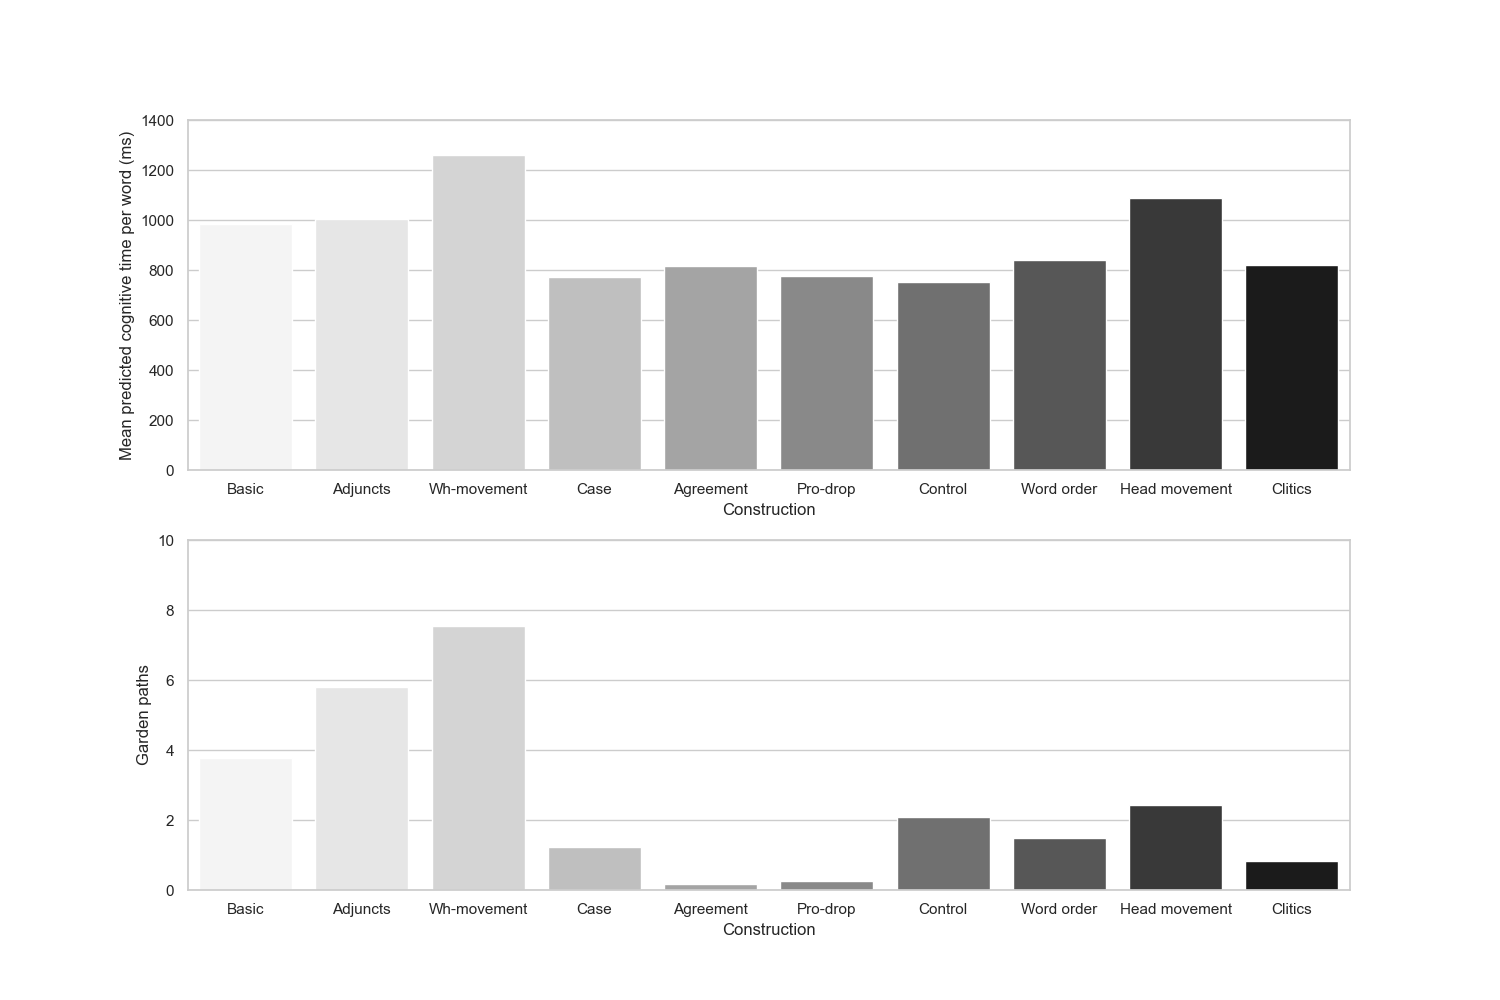 Mean predicted cognitive time per word (ms)
1400
1200
1000
800
600
400
200
0
Basic Adjuncts Wh-movement Case Agreement Pro-drop Control Word order Head movement Clitics
Construction
Garden paths
10
8
6
4
2
0
Basic Adjuncts Wh-movement Case Agreement Pro-drop Control Word order Head movement Clitics
Construction